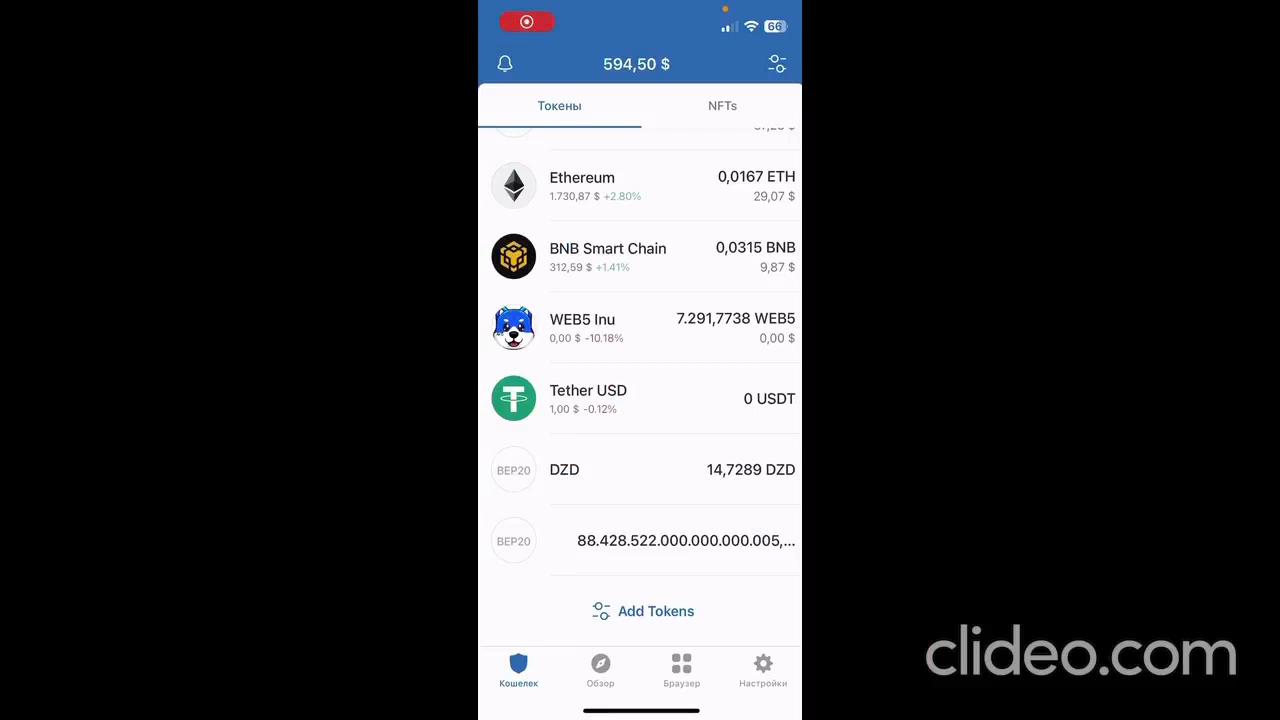 66
594,50 $
Токены
NFTs
Ethereum
0,0167 ETH
1.730,87 $ +2.80%
29,07 $
BNB Smart Chain
0,0315 BNB
312,59 $ +1.41%
9,87 $
WEB5 Inu
7.291,7738 WEB5
0,00 $ -10.18%
0,00 $
Tether USD
0 USDT
1,00 $ -0.12%
BEP20
DZD
14,7289 DZD
BEP20
88.428.522.000.000.000.005,...
Add Tokens
Кошелек
Обзор
Браузер
Настройки
clideo.com